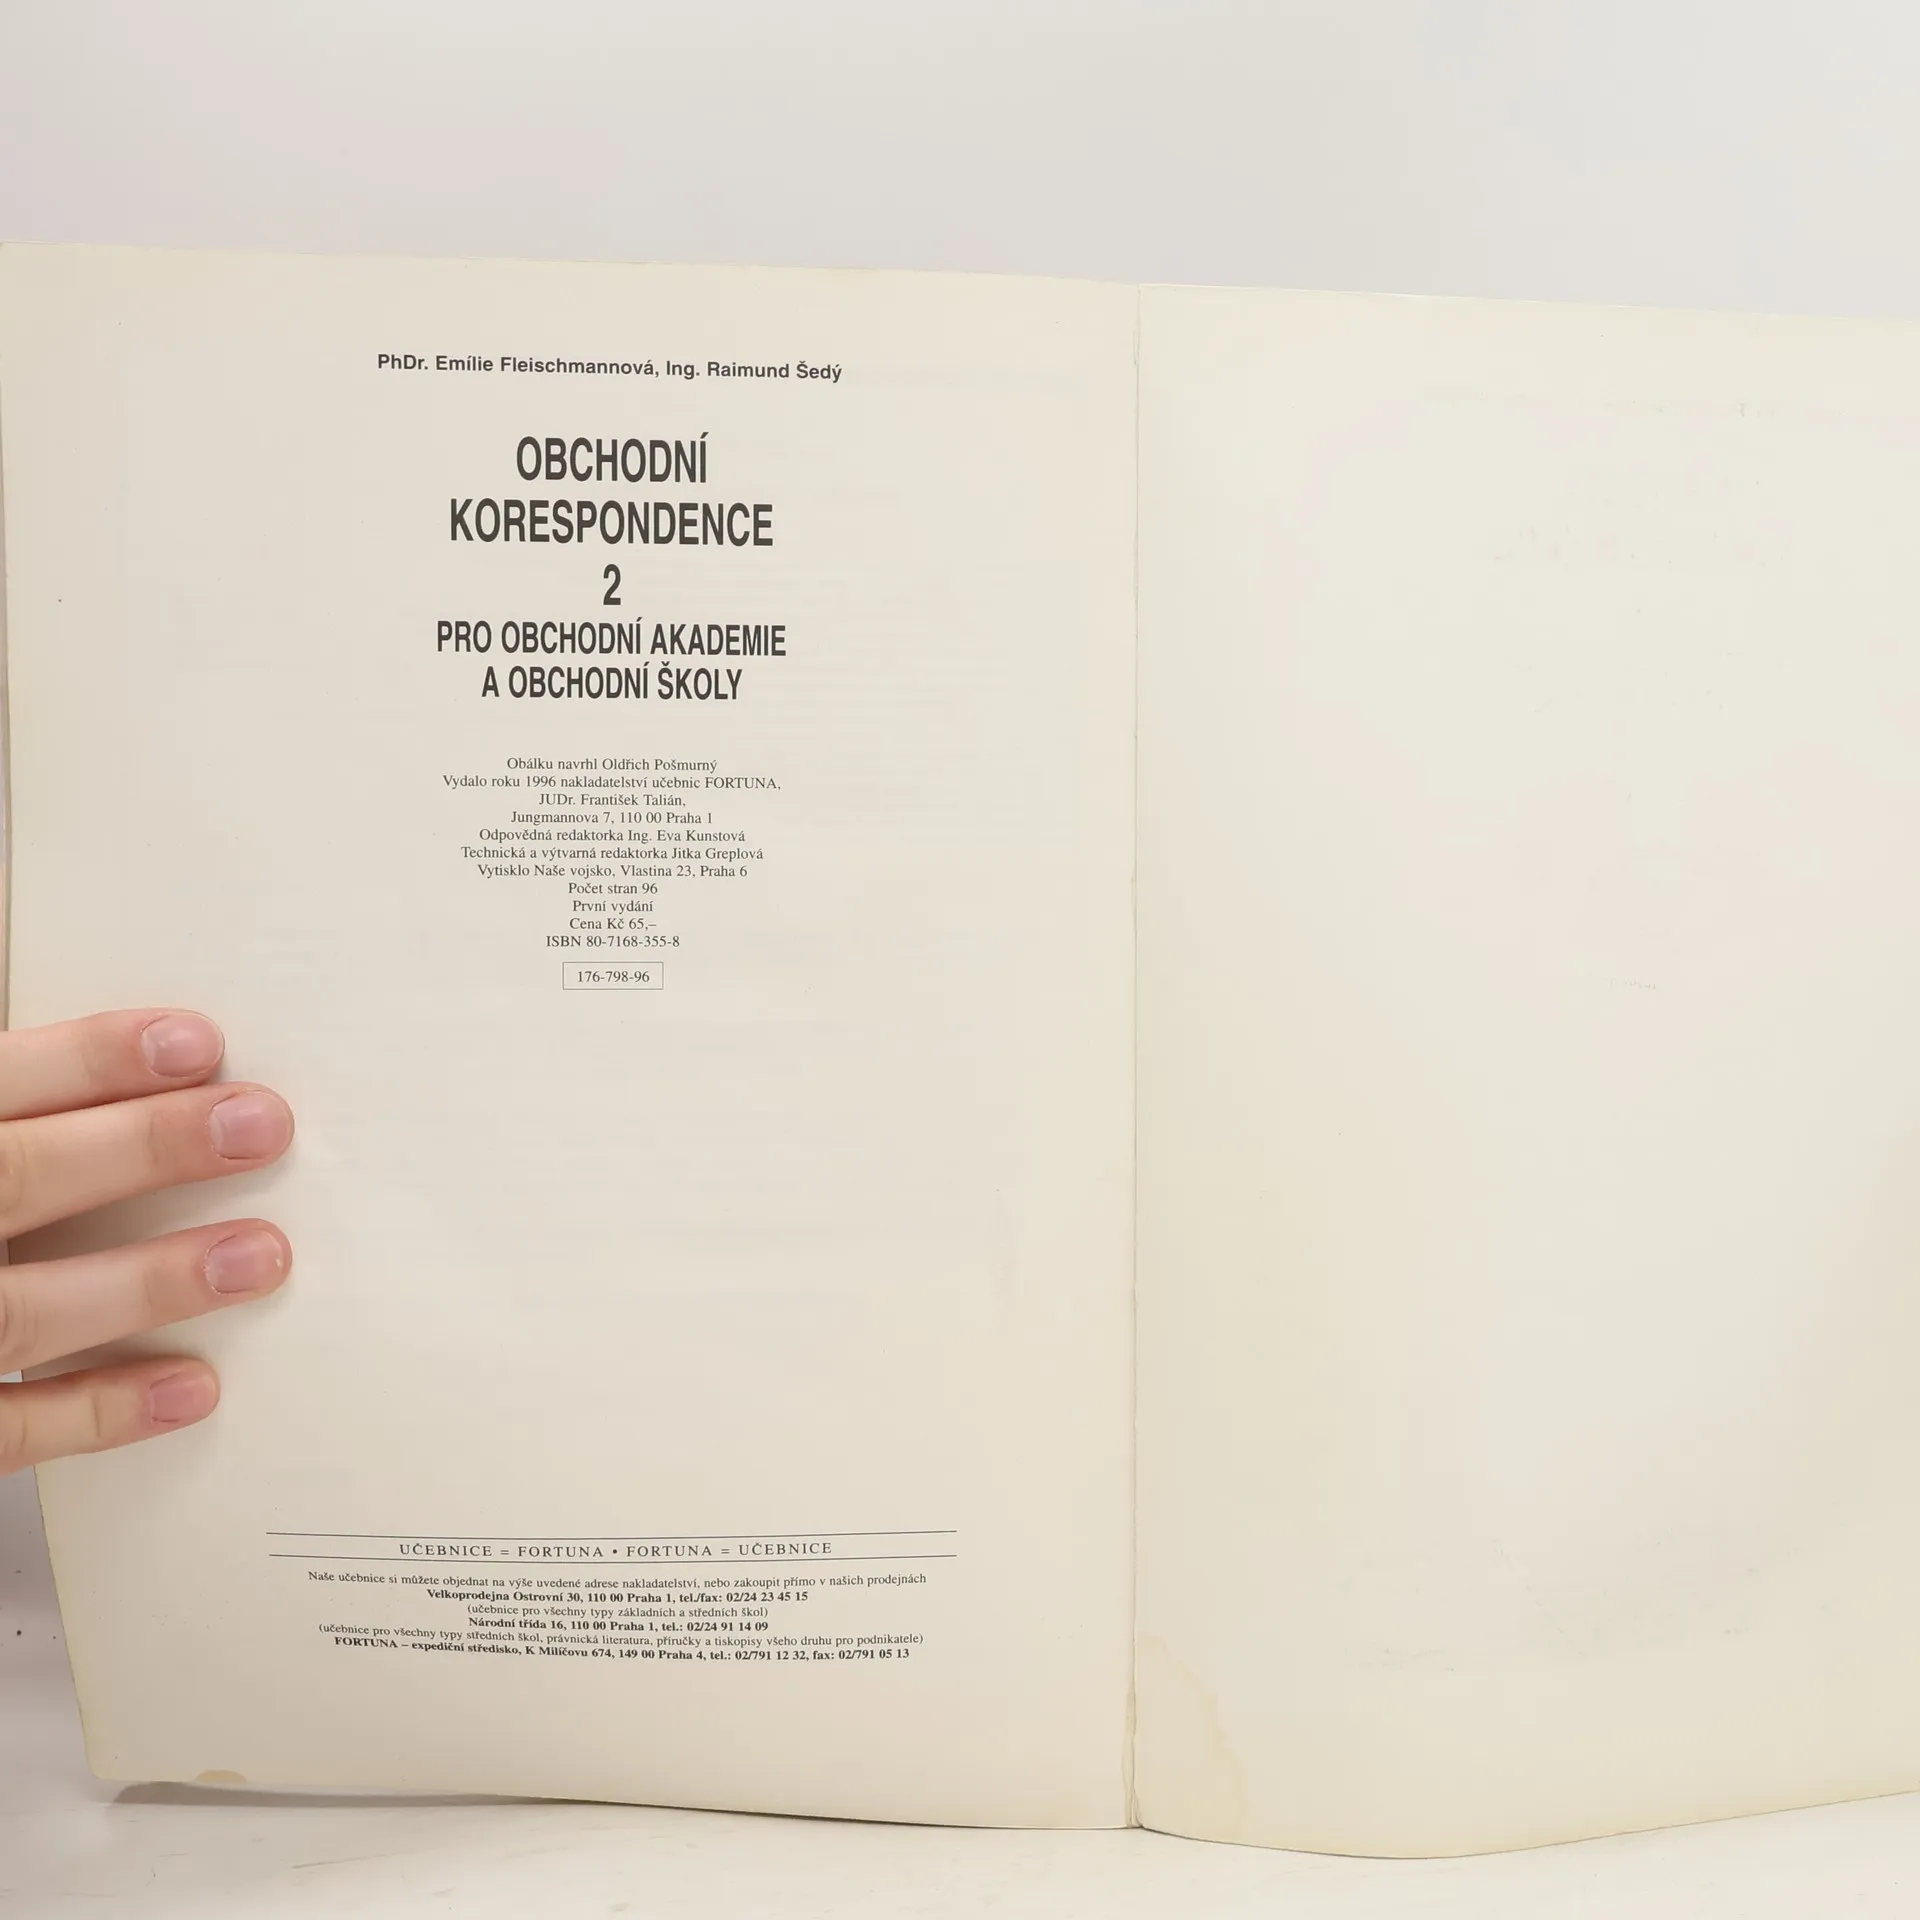 PhDr. Emílie Fleischmannová, Ing. Raimund Šedý
OBCHODNÍ
KORESPONDENCE
2
PRO OBCHODNÍ AKADEMIE
A OBCHODNÍ ŠKOLY
Obálku navrhl Oldřich Pošmurný
Vydalo roku 1996 nakladatelství učebnic FORTUNA,
JUDr. František Talián,
Jungmannova 7, 110 00 Praha 1
Odpovědná redaktorka Ing. Eva Kunstová
Technická a výtvarná redaktorka Jitka Greplová
Vytisklo Naše vojsko, Vlastina 23, Praha 6
Počet stran 96
První vydání
Cena Kč 65,–
ISBN 80-7168-355-8
176-798-96
UČEBNICE = FORTUNA • FORTUNA = UČEBNICE
Naše učebnice si můžete objednat na výše uvedené adrese nakladatelství, nebo zakoupit přímo v našich prodejnách
Velkoprodejna Ostrovní 30, 110 00 Praha 1, tel./fax: 02/24 23 45 15
(učebnice pro všechny typy základních a středních škol)
Národní třída 16, 110 00 Praha 1, tel.: 02/24 91 14 09
(učebnice pro všechny typy středních škol, právnická literatura, příručky a tiskopisy všeho druhu pro podnikatele)
FORTUNA – expediční středisko, K Milíčovu 674, 149 00 Praha 4, tel.: 02/791 12 32, fax: 02/791 05 13